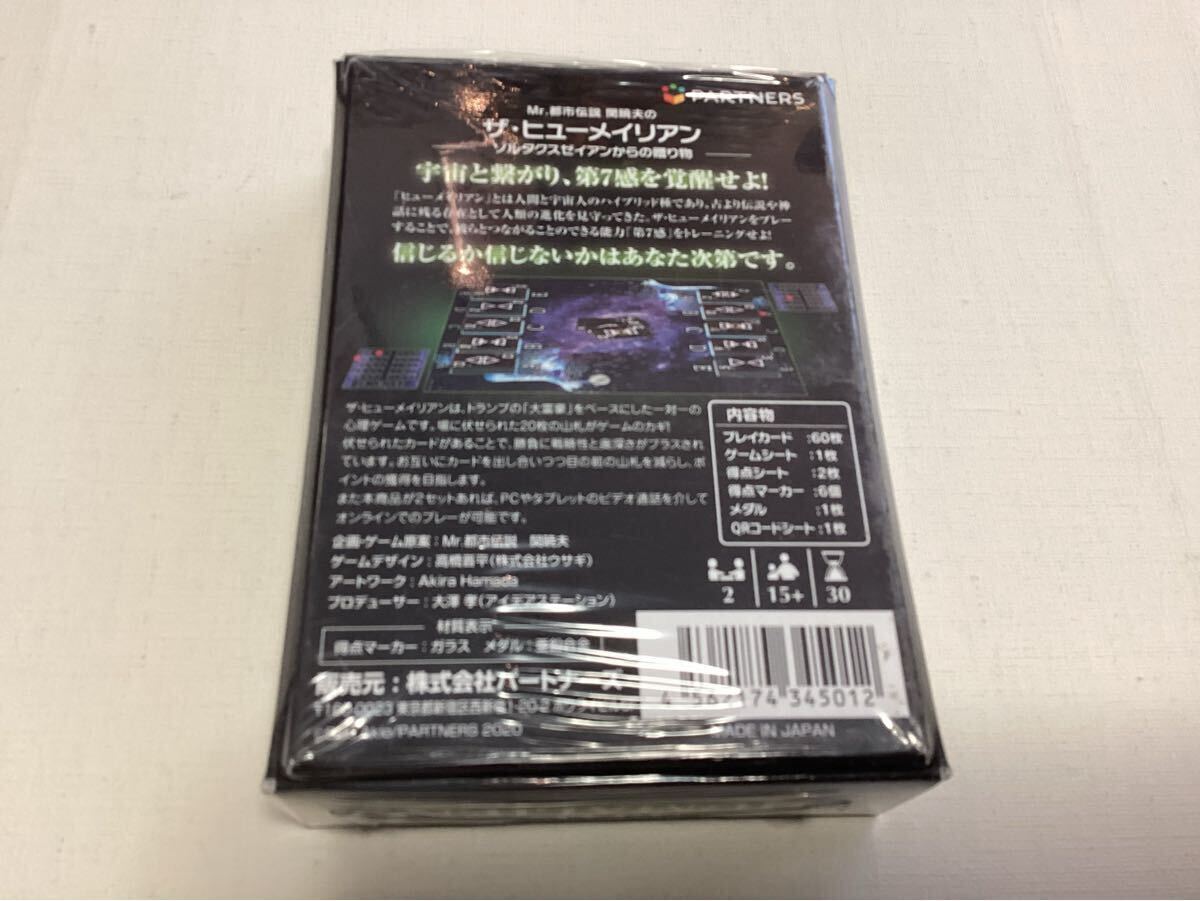 PARTNERS
Mr.都市伝説 関暁夫の
ザ・ヒューメイリアン
ゾルタクスゼイアンからの贈り物
宇宙と繋がり、第7感を覚醒せよ!
「ヒューメイリアン」とは人間と宇宙人のハイブリッド種であり、古より伝説や神
話に残る存在として人類の進化を見守ってきた。ザ・ヒューメイリアンをプレー
することで、彼らとつながることのできる能力「第7感」をトレーニングせよ!
信じるか信じないかはあなた次第です。
ザ・ヒューメイリアンは、トランプの「大富豪」をベースにした一対一の
心理ゲームです。場に伏せられた20枚の山札がゲームのカギ!
伏せられたカードがあることで、勝負に戦略性と奥深さがプラスされ
ています。お互いにカードを出し合いつつ目の前の山札を減らし、ポ
イントの獲得を目指します。
また本商品が2セットあれば、PCやタブレットのビデオ通話を介して
オンラインでのプレーが可能です。
企画・ゲーム原案:Mr.都市伝説 関暁夫
ゲームデザイン:高橋晋平(株式会社ウサギ)
アートワーク:Akira Hamada
プロデューサー:大澤 孝(アイデアステーション)
材質表示
得点マーカー:ガラス メダル:亜鉛合金
内容物
プレイカード :60枚
ゲームシート :1枚
得点シート :2枚
得点マーカー :6個
メダル :1枚
QRコードシート :1枚
2 15+ 30
販売元:株式会社パートナーズ
東京都新宿区西新宿1-20-2
/PARTNERS 2020
345012
MADE IN JAPAN